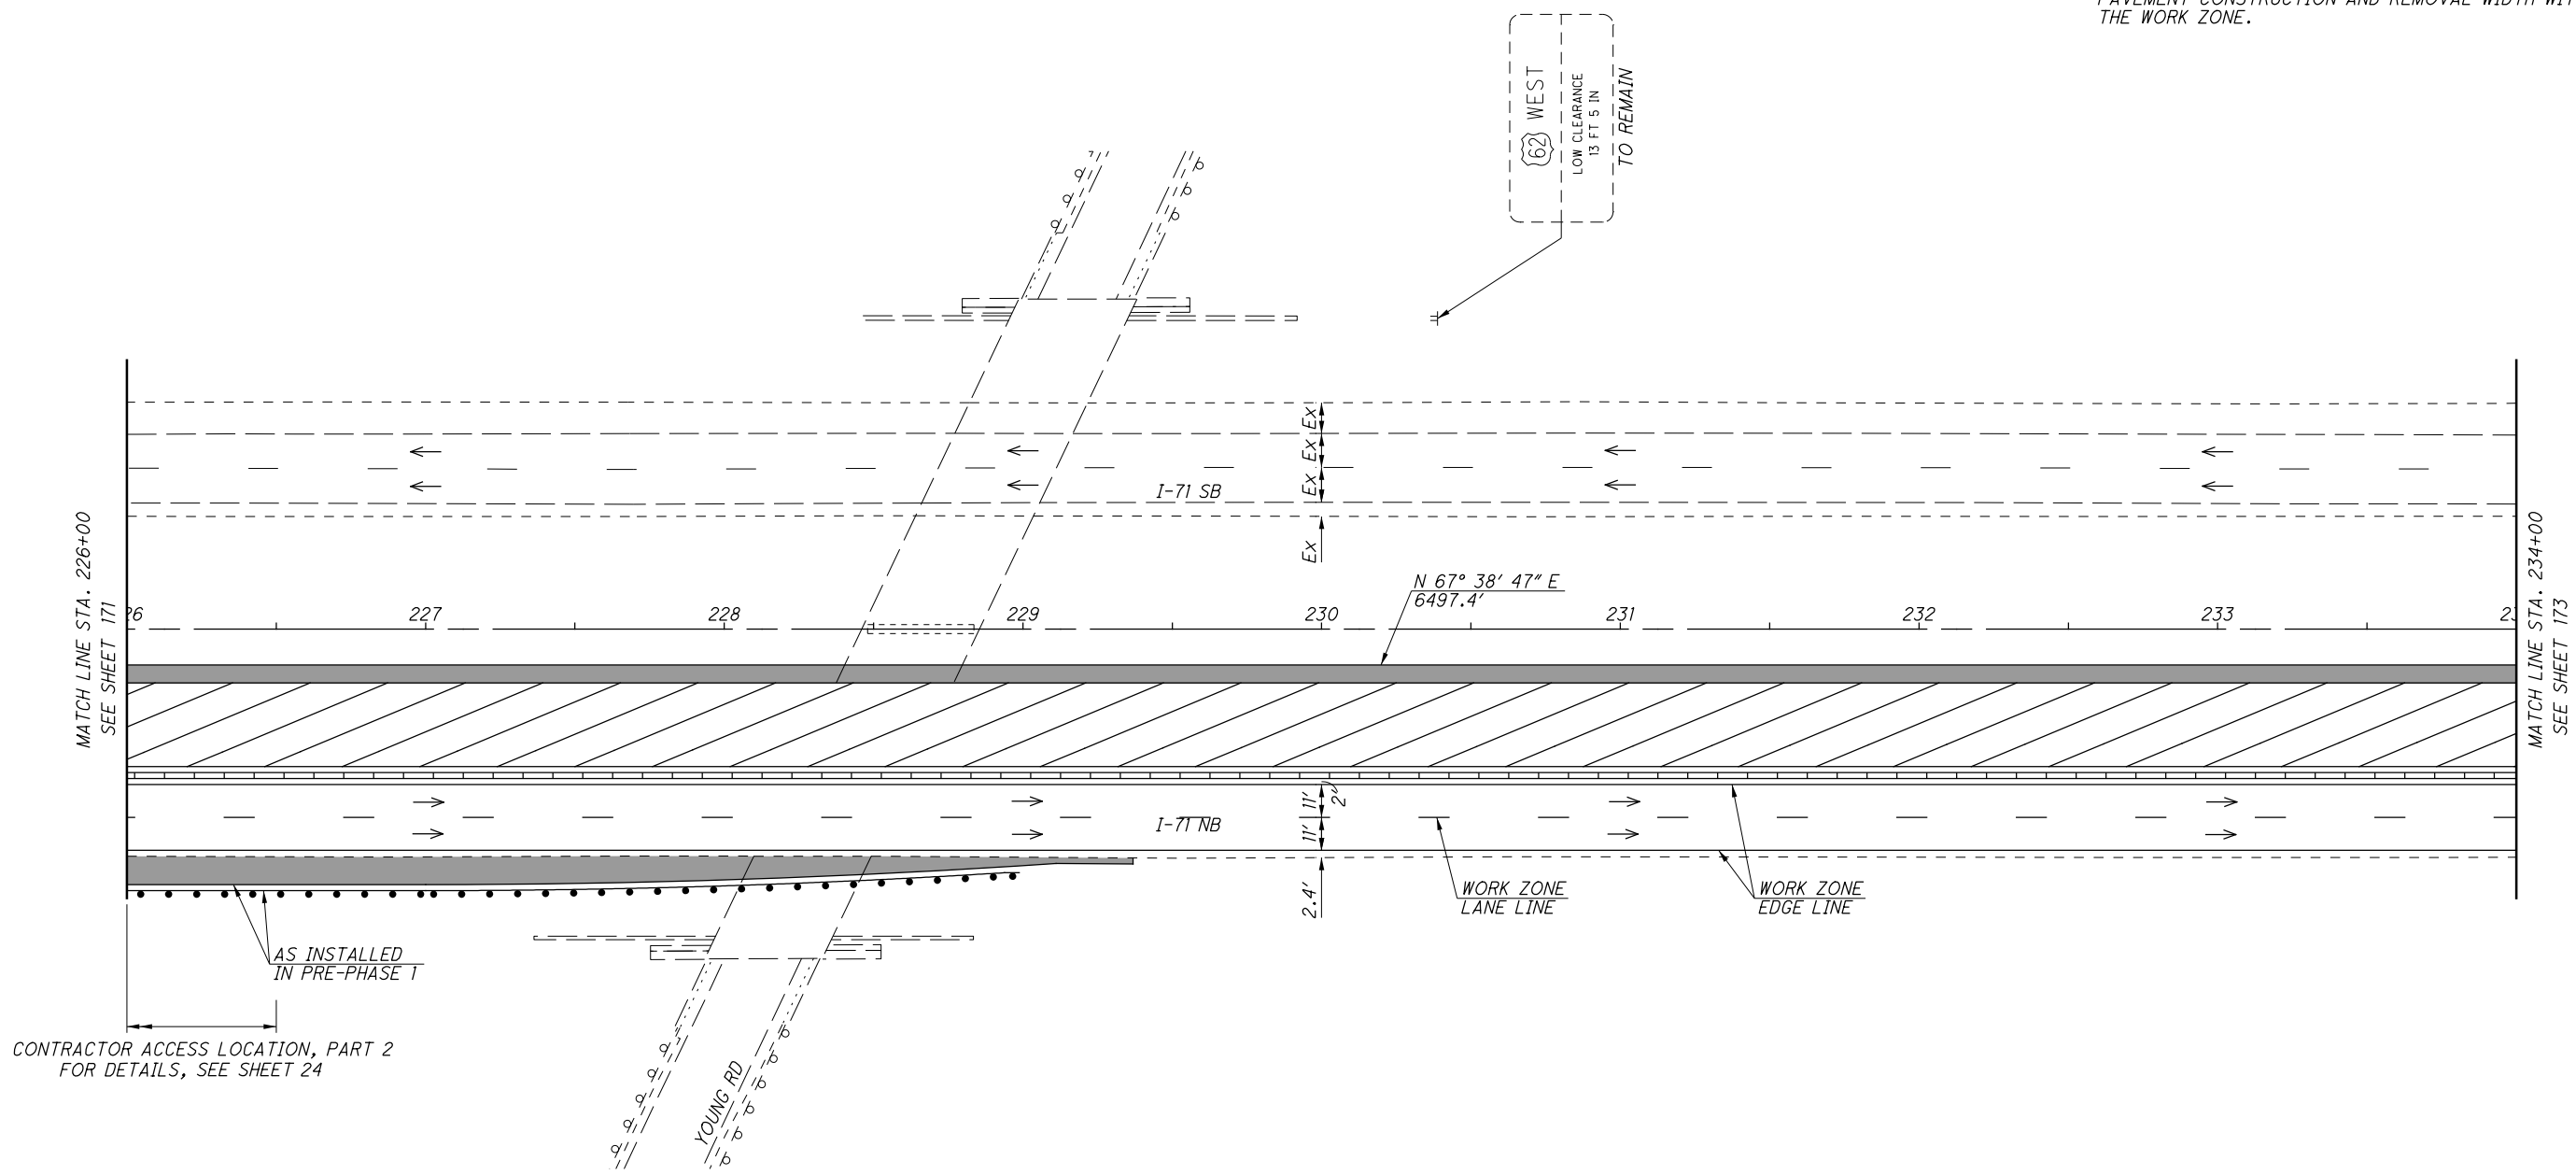 PAVEMENT CONSTRUCTION AND REMOVAL WIDTH WIT
THE WORK ZONE.
62 WEST
LOW CLEARANCE
13 FT 5 IN
TO REMAIN
MATCH LINE STA. 226+00
SEE SHEET 171
Ex
Ex
Ex
I-71 SB
Ex
N 67° 38' 47" E
6497.4'
26
227
228
229
230
231
232
233
23
MATCH LINE STA. 234+00
SEE SHEET 173
11'
2'
I-71 NB
11'
2.4'
WORK ZONE
LANE LINE
WORK ZONE
EDGE LINE
AS INSTALLED
IN PRE-PHASE 1
CONTRACTOR ACCESS LOCATION, PART 2
FOR DETAILS, SEE SHEET 24
YOUNG RD